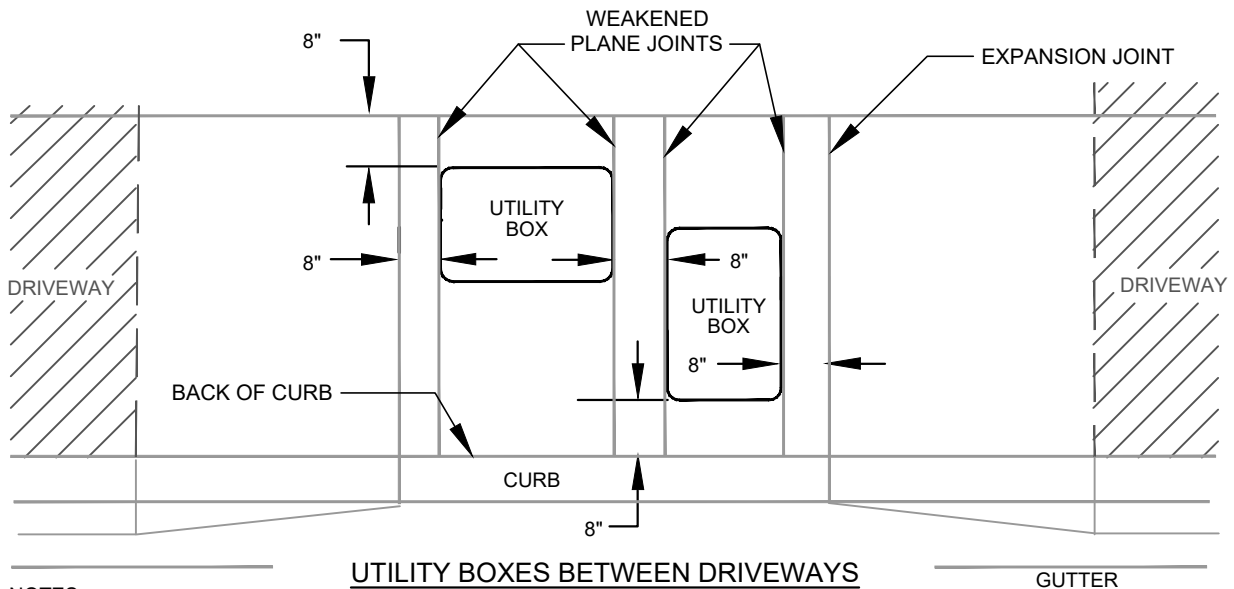 WEAKENED
PLANE JOINTS
8"
EXPANSION JOINT
UTILITY
BOX
8"
8"
DRIVEWAY
DRIVEWAY
UTILITY
BOX
8"
BACK OF CURB
CURB
8"
UTILITY BOXES BETWEEN DRIVEWAYS
GUTTER